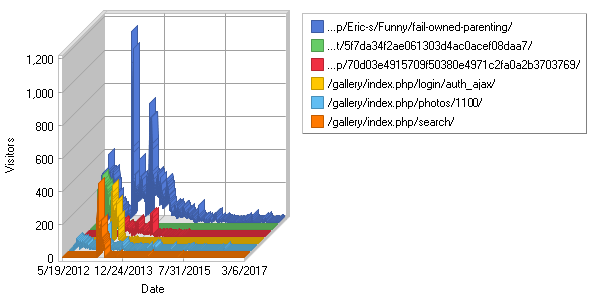 ...p/Eric-s/Funny/fail-owned-parenting/
...t/5f7da34f2ae061303d4ac0acef08daa7/
...p/70d03e4915709f50380e4971c2fa0a2b3703769/
/gallery/index.php/login/auth_ajax/
/gallery/index.php/photos/1100/
/gallery/index.php/search/
1,200
1,000
800
600
400
200
0
Visitors
5/19/2012 12/24/2013 7/31/2015 3/6/2017
Date